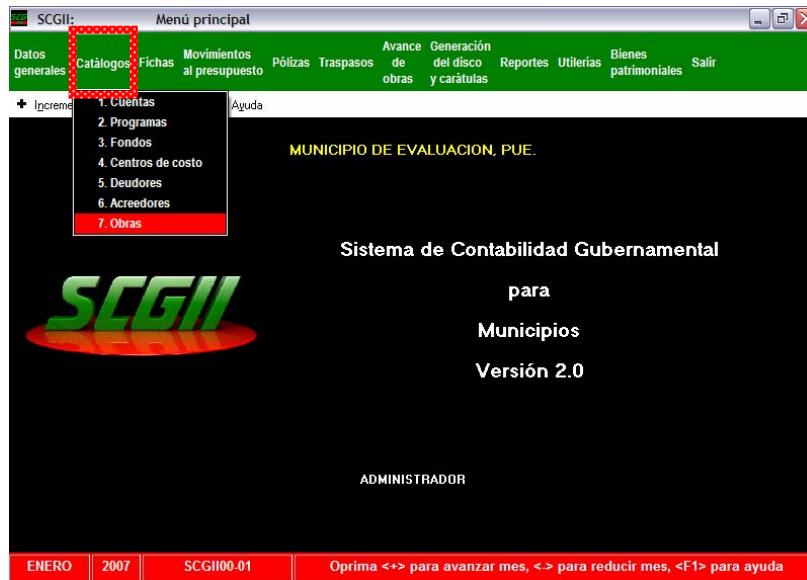 SCGII: Menú principal
Datos generales Catálogos Fichas Movimientos al presupuesto Pólizas Traspasos Avance de obras Generación del disco y carátulas Reportes Utilerías Bienes patrimoniales Salir
+ Increme Ayuda
1. Cuentas
2. Programas
3. Fondos
4. Centros de costo
5. Deudores
6. Acreedores
7. Obras
MUNICIPIO DE EVALUACION, PUE.
Sistema de Contabilidad Gubernamental
para
Municipios
Versión 2.0
SCGII
ADMINISTRADOR
ENERO 2007 SCGII00-01 Oprima <+> para avanzar mes, <-> para reducir mes, <F1> para ayuda